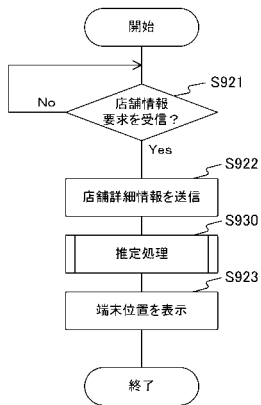 開始
S921
店舗情報
要求を受信?
No
Yes
S922
店舗詳細情報を送信
S930
推定処理
S923
端末位置を表示
終了